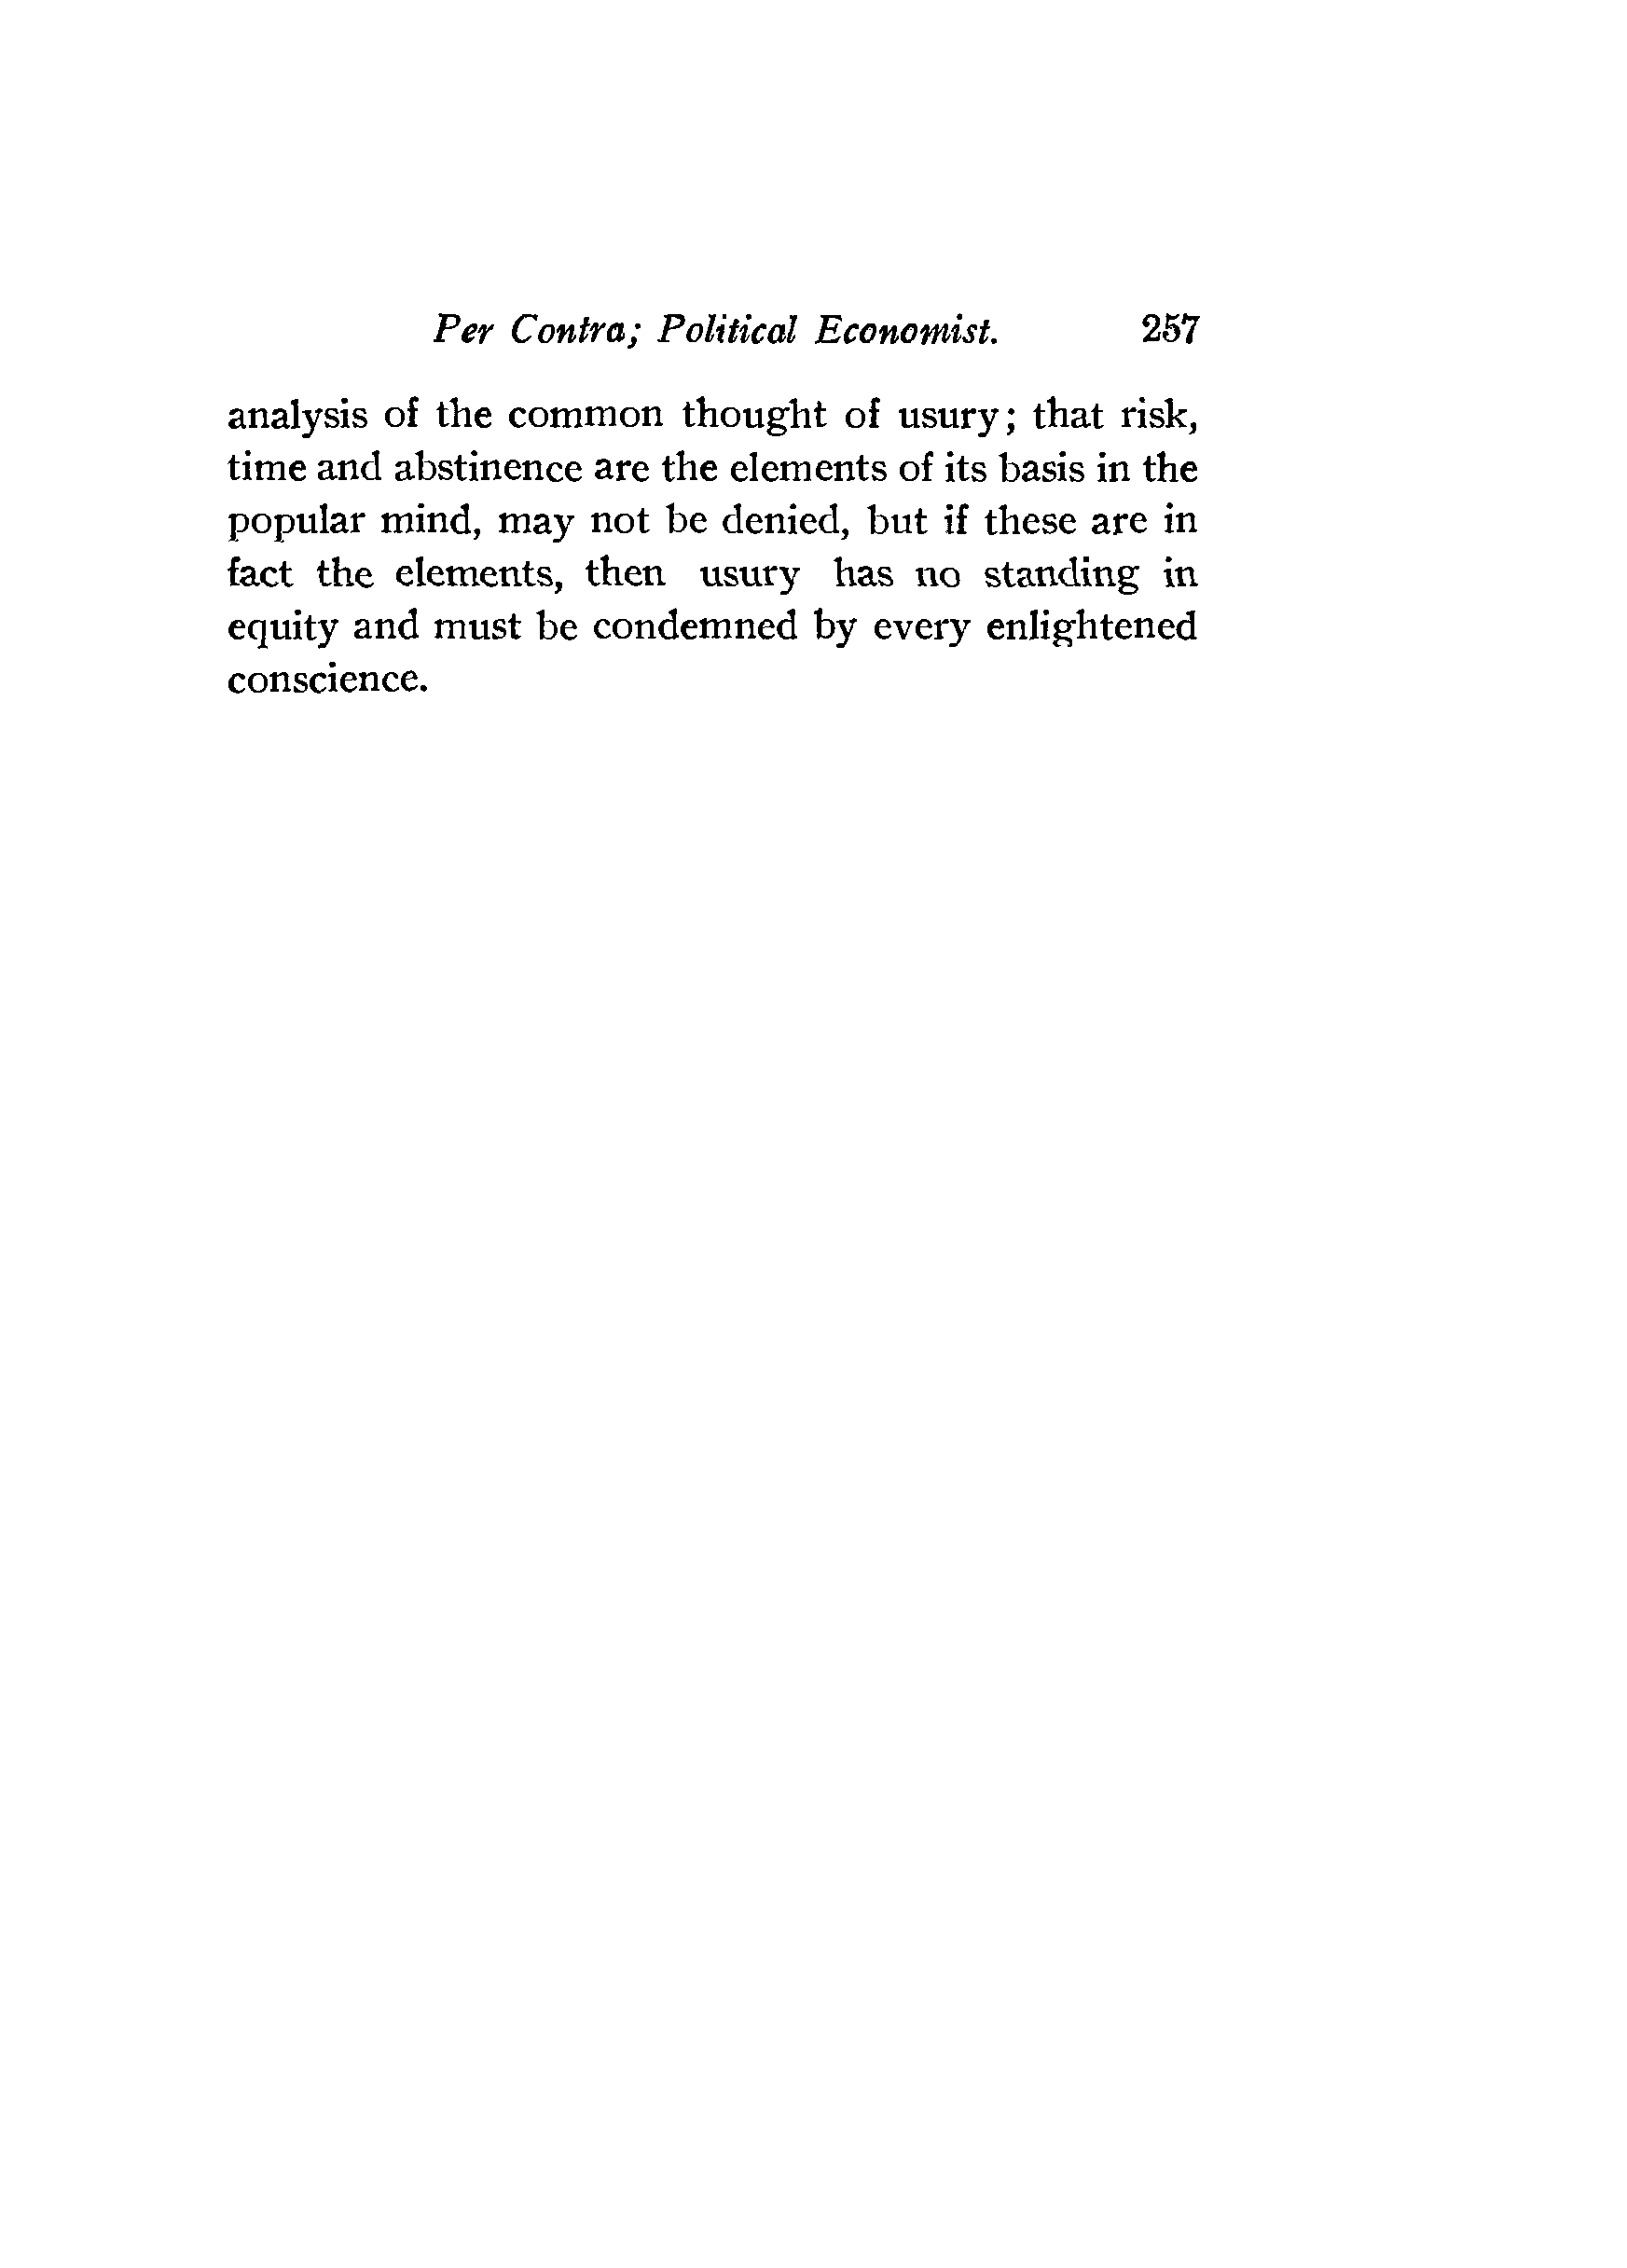 Per Contra; Political Economist. 257
analysis of the common thought of usury; that risk,
time and abstinence are the elements of its basis in the
popular mind, may not be denied, but if these are in
fact the elements, then usury has no standing in
equity and must be condemned by every enlightened
conscience.